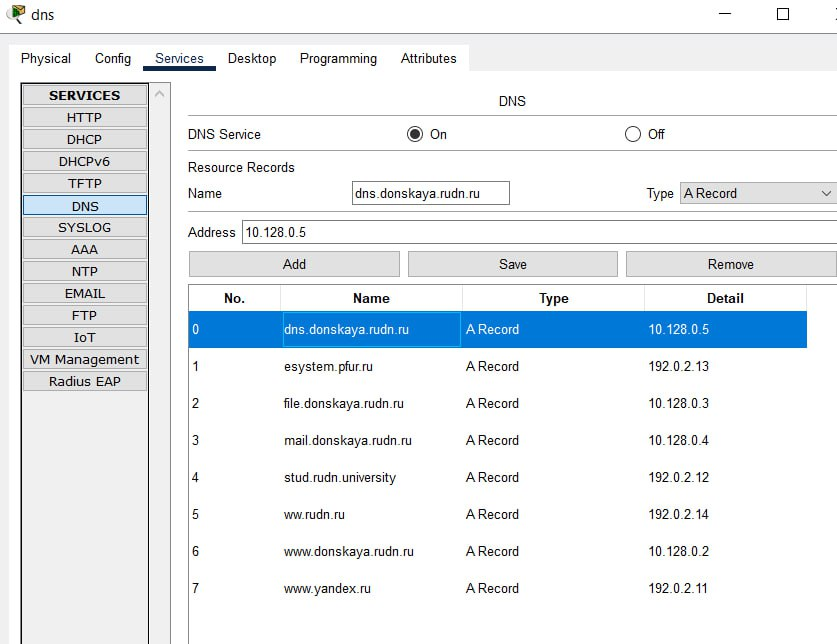 dns
Physical Config Services Desktop Programming Attributes
SERVICES
HTTP
DHCP
DHCPv6
TFTP
DNS
SYSLOG
AAA
NTP
EMAIL
FTP
IoT
VM Management
Radius EAP
DNS
DNS Service On Off
Resource Records
Name dns.donskaya.rudn.ru Type A Record
Address 10.128.0.5
Add Save Remove
No. Name Type Detail
0 dns.donskaya.rudn.ru A Record 10.128.0.5
1 esystem.pfur.ru A Record 192.0.2.13
2 file.donskaya.rudn.ru A Record 10.128.0.3
3 mail.donskaya.rudn.ru A Record 10.128.0.4
4 stud.rudn.university A Record 192.0.2.12
5 ww.rudn.ru A Record 192.0.2.14
6 www.donskaya.rudn.ru A Record 10.128.0.2
7 www.yandex.ru A Record 192.0.2.11